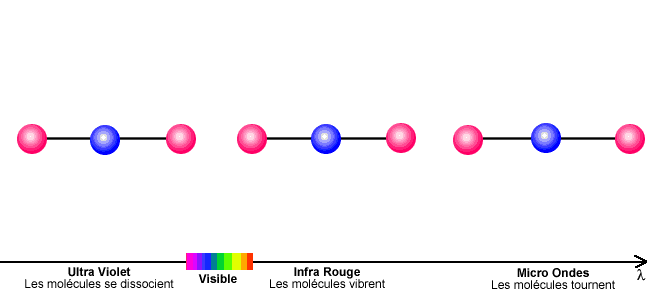 Ultra Violet
Les molécules se dissocient
Visible
Infra Rouge
Les molécules vibrent
Micro Ondes
Les molécules tournent
λ